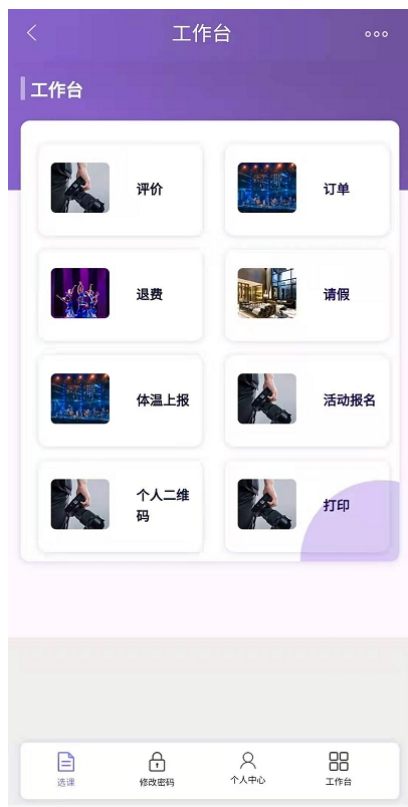 工作台
工作台
评价
订单
退费
请假
体温上报
活动报名
个人二维
码
打印
选课
修改密码
个人中心
工作台